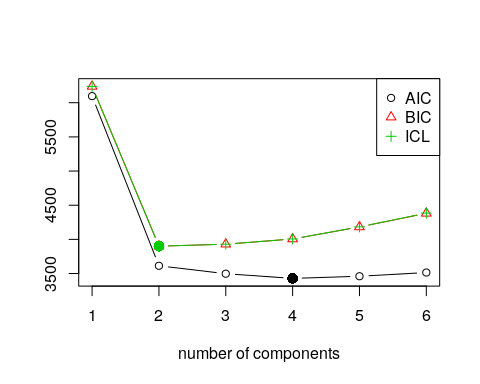 AIC
BIC
ICL
5500
4500
3500
1 2 3 4 5 6
number of components